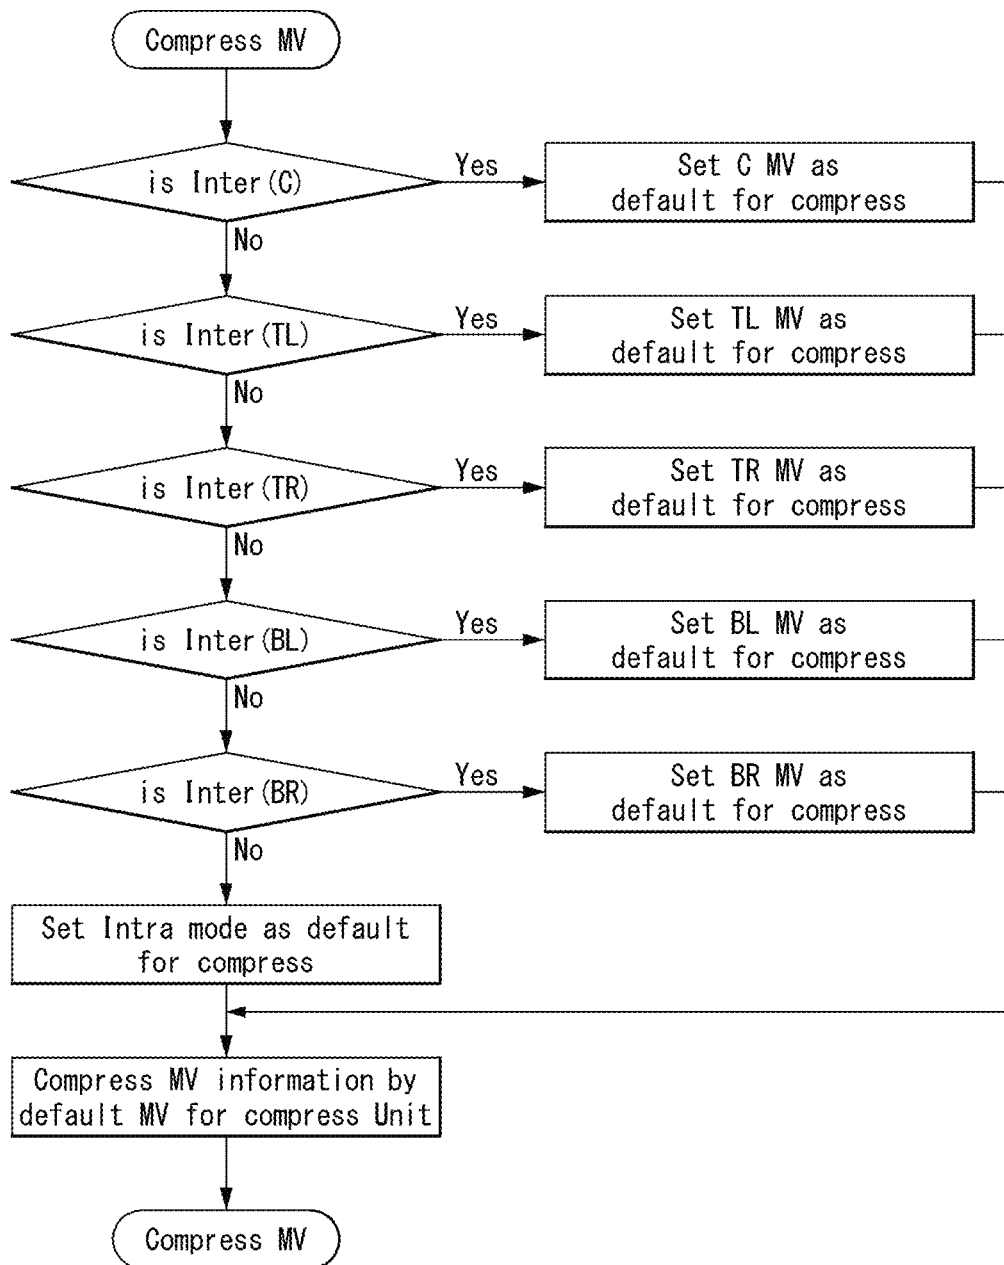 Compress MV
is Inter(C)
Yes
Set C MV as
default for compress
No
is Inter(TL)
Yes
Set TL MV as
default for compress
No
is Inter(TR)
Yes
Set TR MV as
default for compress
No
is Inter(BL)
Yes
Set BL MV as
default for compress
No
is Inter(BR)
Yes
Set BR MV as
default for compress
No
Set Intra mode as default
for compress
Compress MV information by
default MV for compress Unit
Compress MV